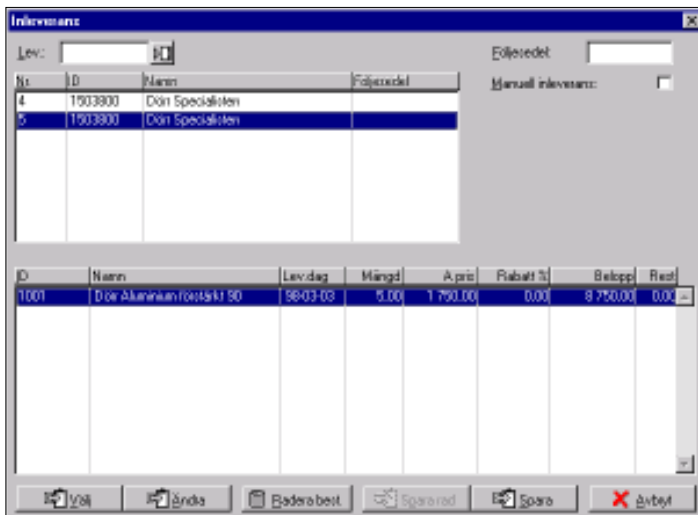 Inleverans
Lev.: Följesedel:
Nr. ID Namn Följesedel Manuell inleverans:
4 1503800 Dörr Specialisten
5 1503800 Dörr Specialisten
ID Namn Lev.dag Mängd A pris Rabatt % Belopp Rest
1001 Dörr Aluminium förstärkt 90 98-03-03 5.00 1 750.00 0.00 8 750.00 0.00
Välj Ändra Radera best. Spara rad Spara Avbryt